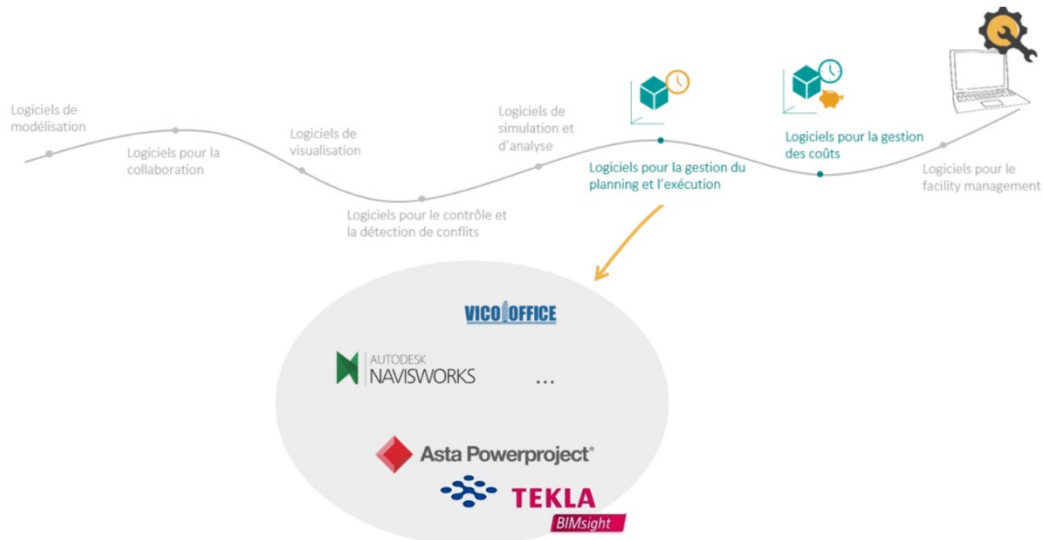 Logiciels de
modélisation
Logiciels pour la
collaboration
Logiciels de
visualisation
Logiciels pour le contrôle et
la détection de conflits
Logiciels de
simulation et
d'analyse
Logiciels pour la gestion du
planning et l'exécution
Logiciels pour la gestion
des coûts
Logiciels pour le
facility management
VICO OFFICE
AUTODESK
NAVISWORKS
...
Asta Powerproject®
TEKLA
BIMsight